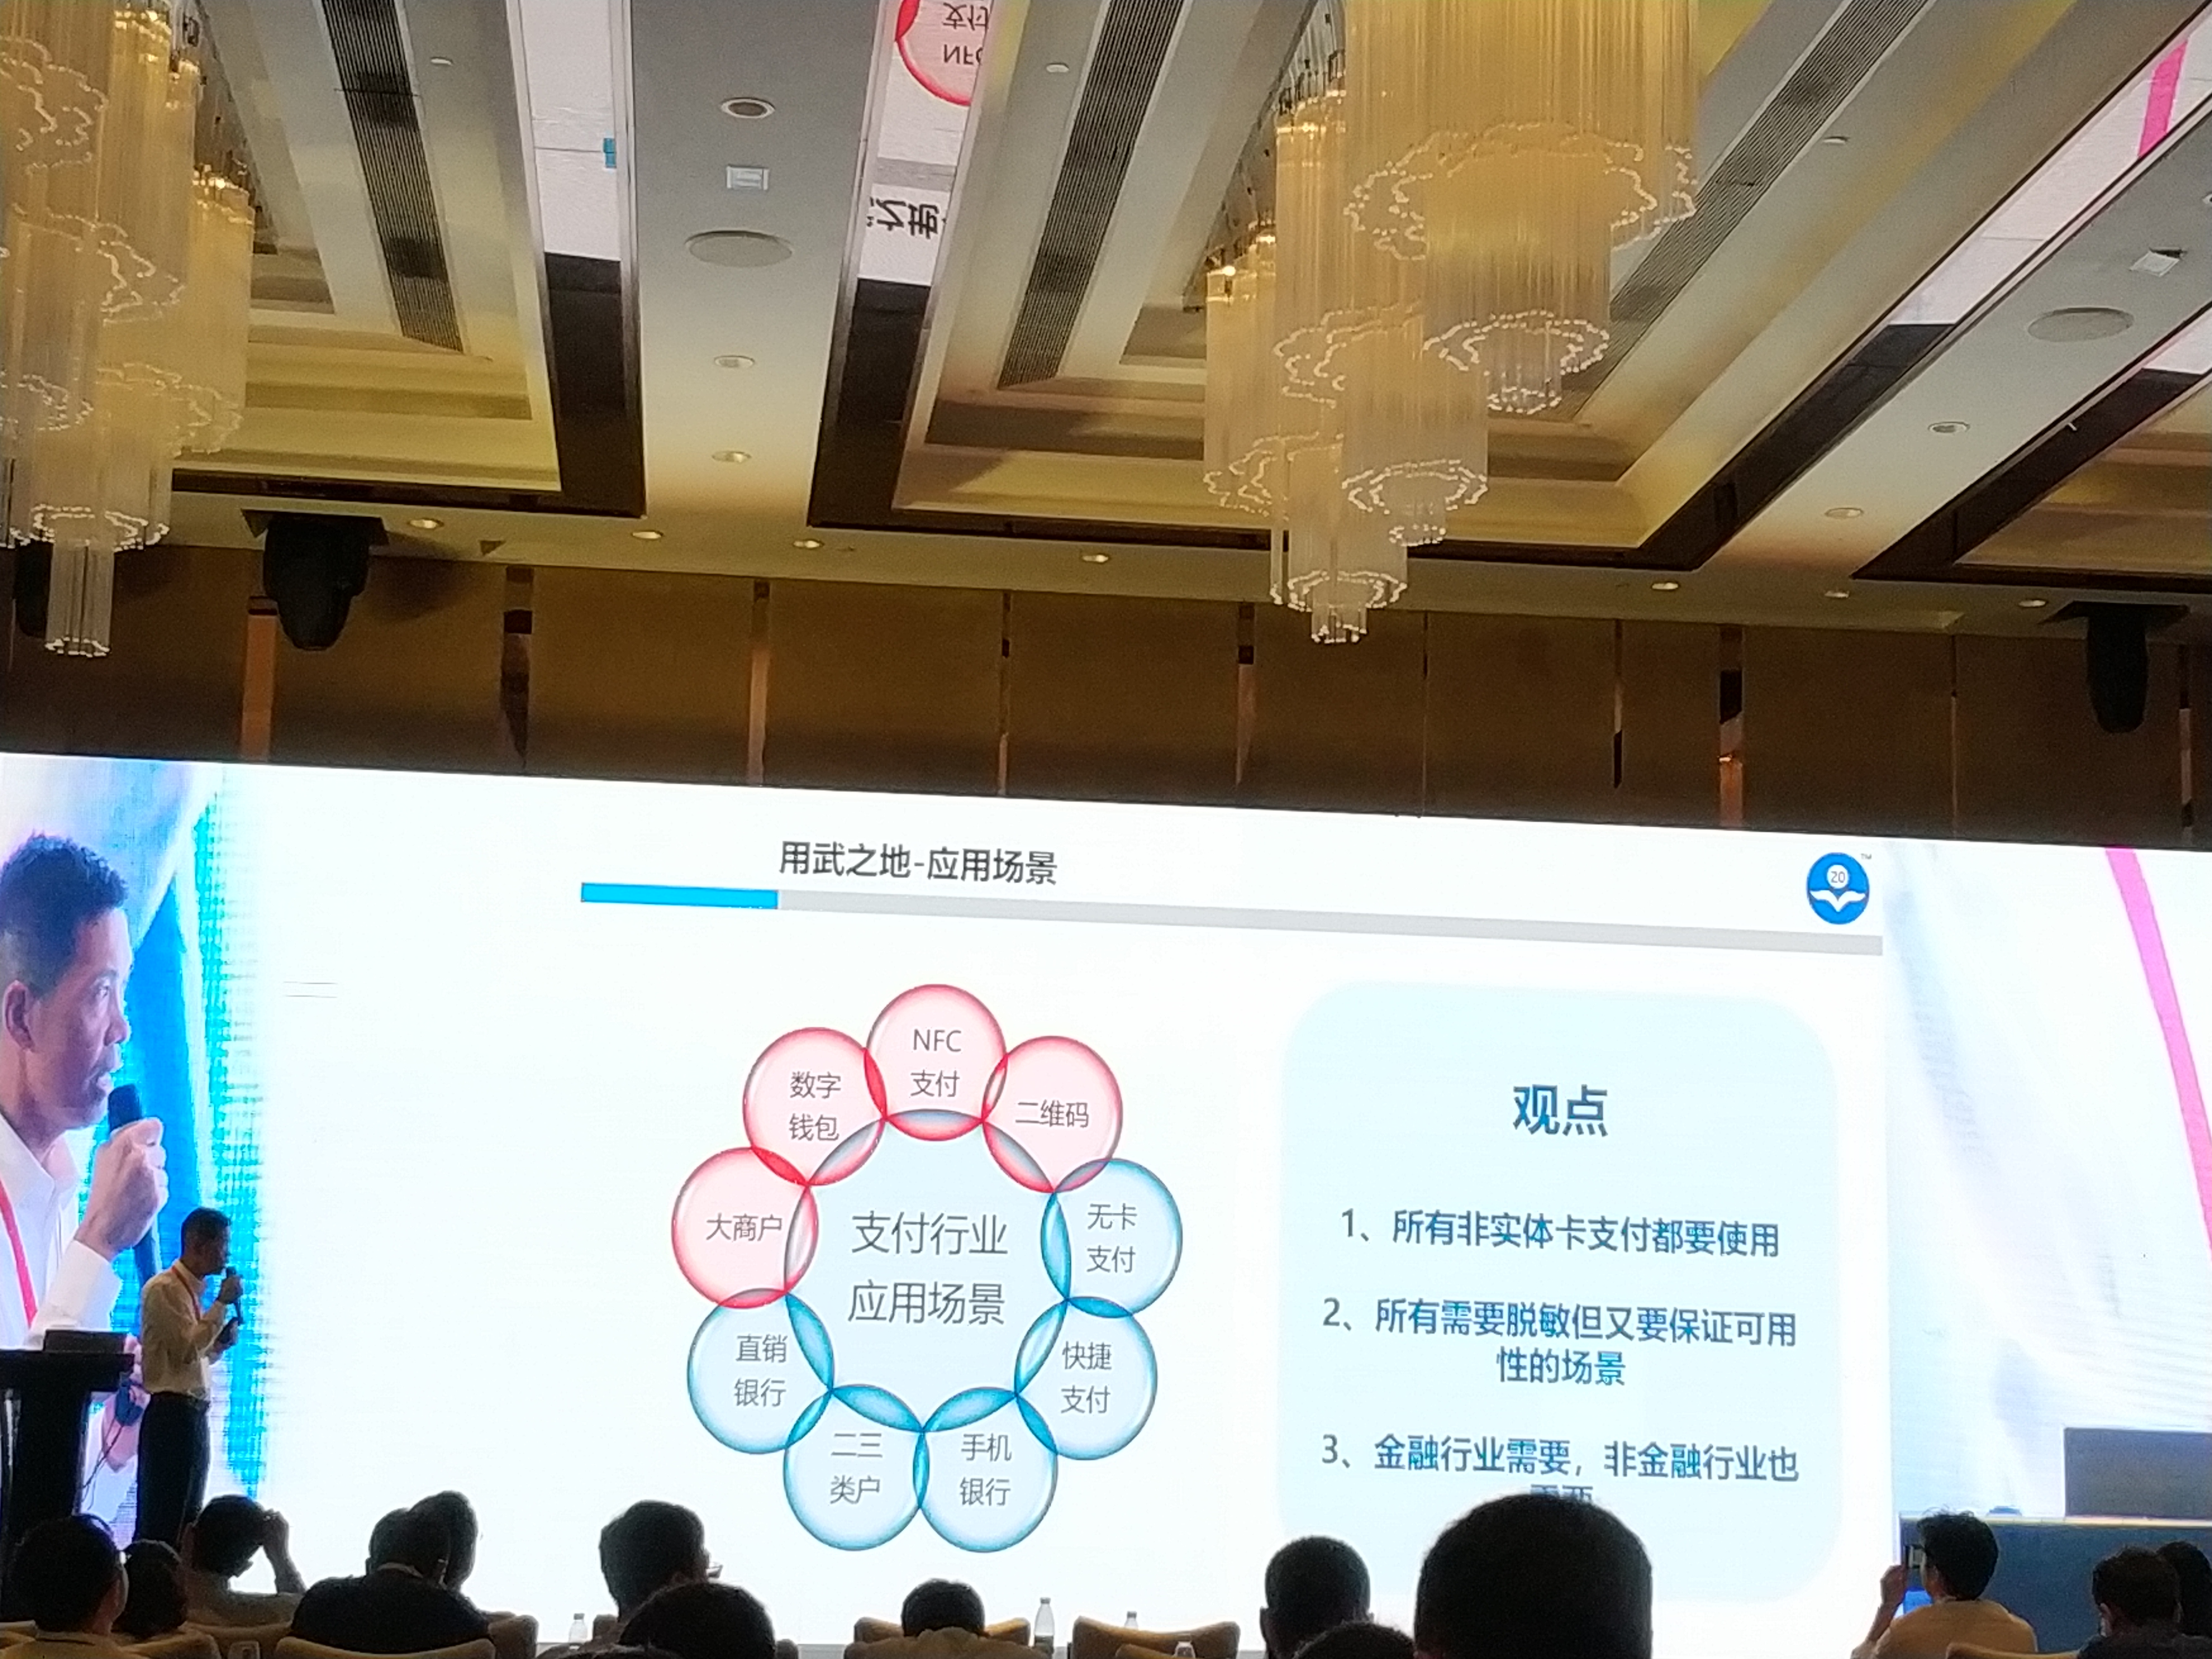 用武之地-应用场景
20
TM
NFC
支付
二维码
无卡
支付
快捷
支付
手机
银行
二三
类户
直销
银行
大商户
数字
钱包
支付行业
应用场景
观点
1、所有非实体卡支付都要使用
2、所有需要脱敏但又要保证可用
性的场景
3、金融行业需要，非金融行业也